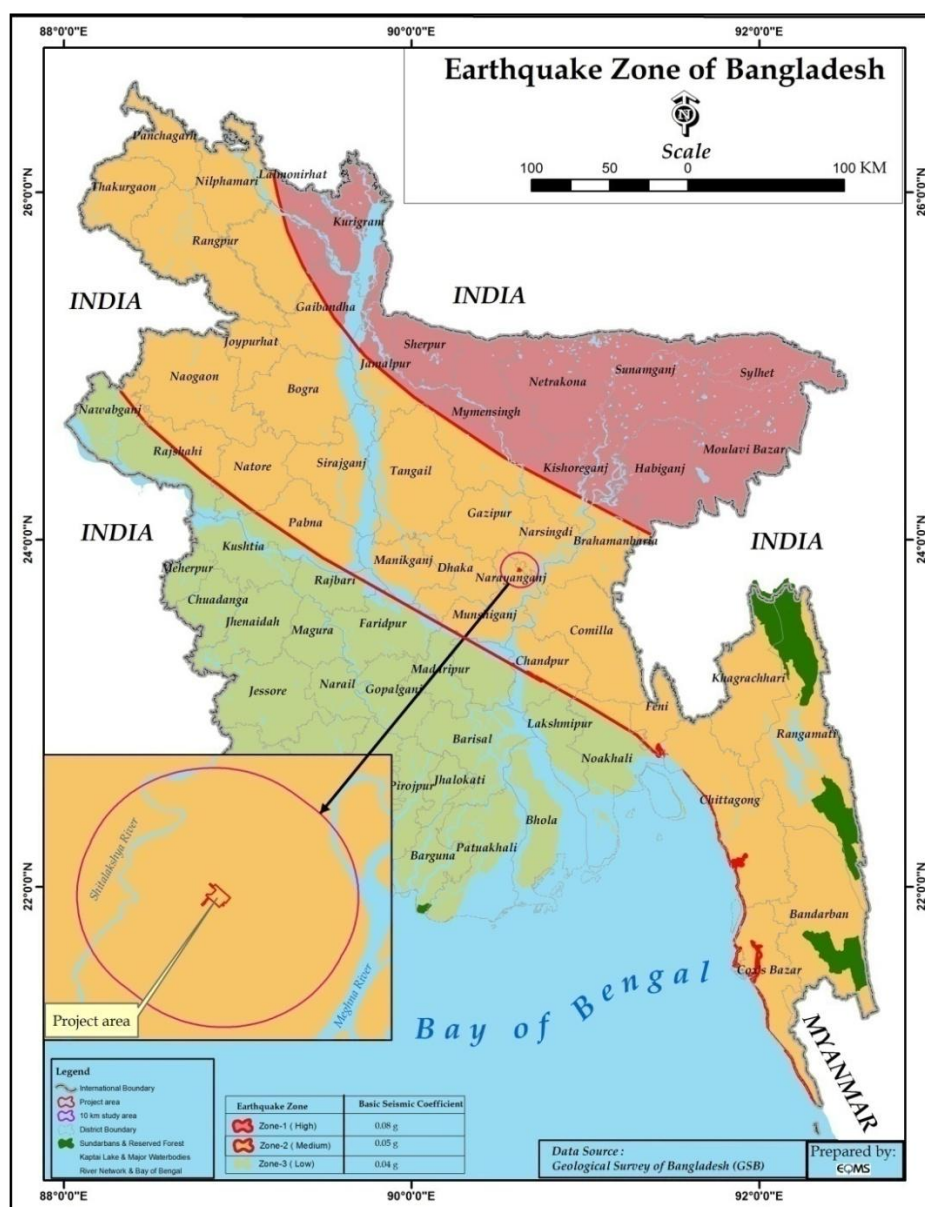 88°0'0"E
90°0'0"E
92°0'0"E
Earthquake Zone of Bangladesh
N
Scale
100 50 0 100 KM
26°0'0"N
26°0'0"N
24°0'0"N
24°0'0"N
22°0'0"N
22°0'0"N
Panchagarh
Thakurgaon
Nilphamari
Lalmonirhat
Kurigram
Rangpur
INDIA
INDIA
Gaibandha
Sherpur
Joypurhat
Jamalpur
Netrakona
Sunamganj
Sylhet
Naogaon
Bogra
Mymensingh
Nawabganj
Rajshahi
Natore
Sirajganj
Tangail
Kishoreganj
Habiganj
Moulavi Bazar
INDIA
Pabna
Gazipur
Narsingdi
Brahamanbaria
INDIA
Kushtia
Meherpur
Manikganj
Dhaka
Narayanganj
Rajbari
Chuadanga
Jhenaidah
Magura
Faridpur
Munshiganj
Comilla
Chandpur
Khagrachhari
Jessore
Narail
Gopalganj
Madaripur
Feni
Rangamati
Lakshmipur
Barisal
Noakhali
Pirojpur
Jhalokati
Chittagong
Bhola
Patuakhali
Barguna
Bandarban
Cox's Bazar
Bay of Bengal
MYANMAR
Shitalakshya River
Meghna River
Project area
Legend
International Boundary
Project area
10 km study area
District Boundary
Sundarbans & Reserved Forest
Kaptai Lake & Major Waterbodies
River Network & Bay of Bengal
Earthquake Zone Basic Seismic Coefficient
Zone-1 ( High) 0.08 g
Zone-2 ( Medium) 0.05 g
Zone-3 ( Low) 0.04 g
Data Source :
Geological Survey of Bangladesh (GSB)
Prepared by:
EQMS
88°0'0"E
90°0'0"E
92°0'0"E